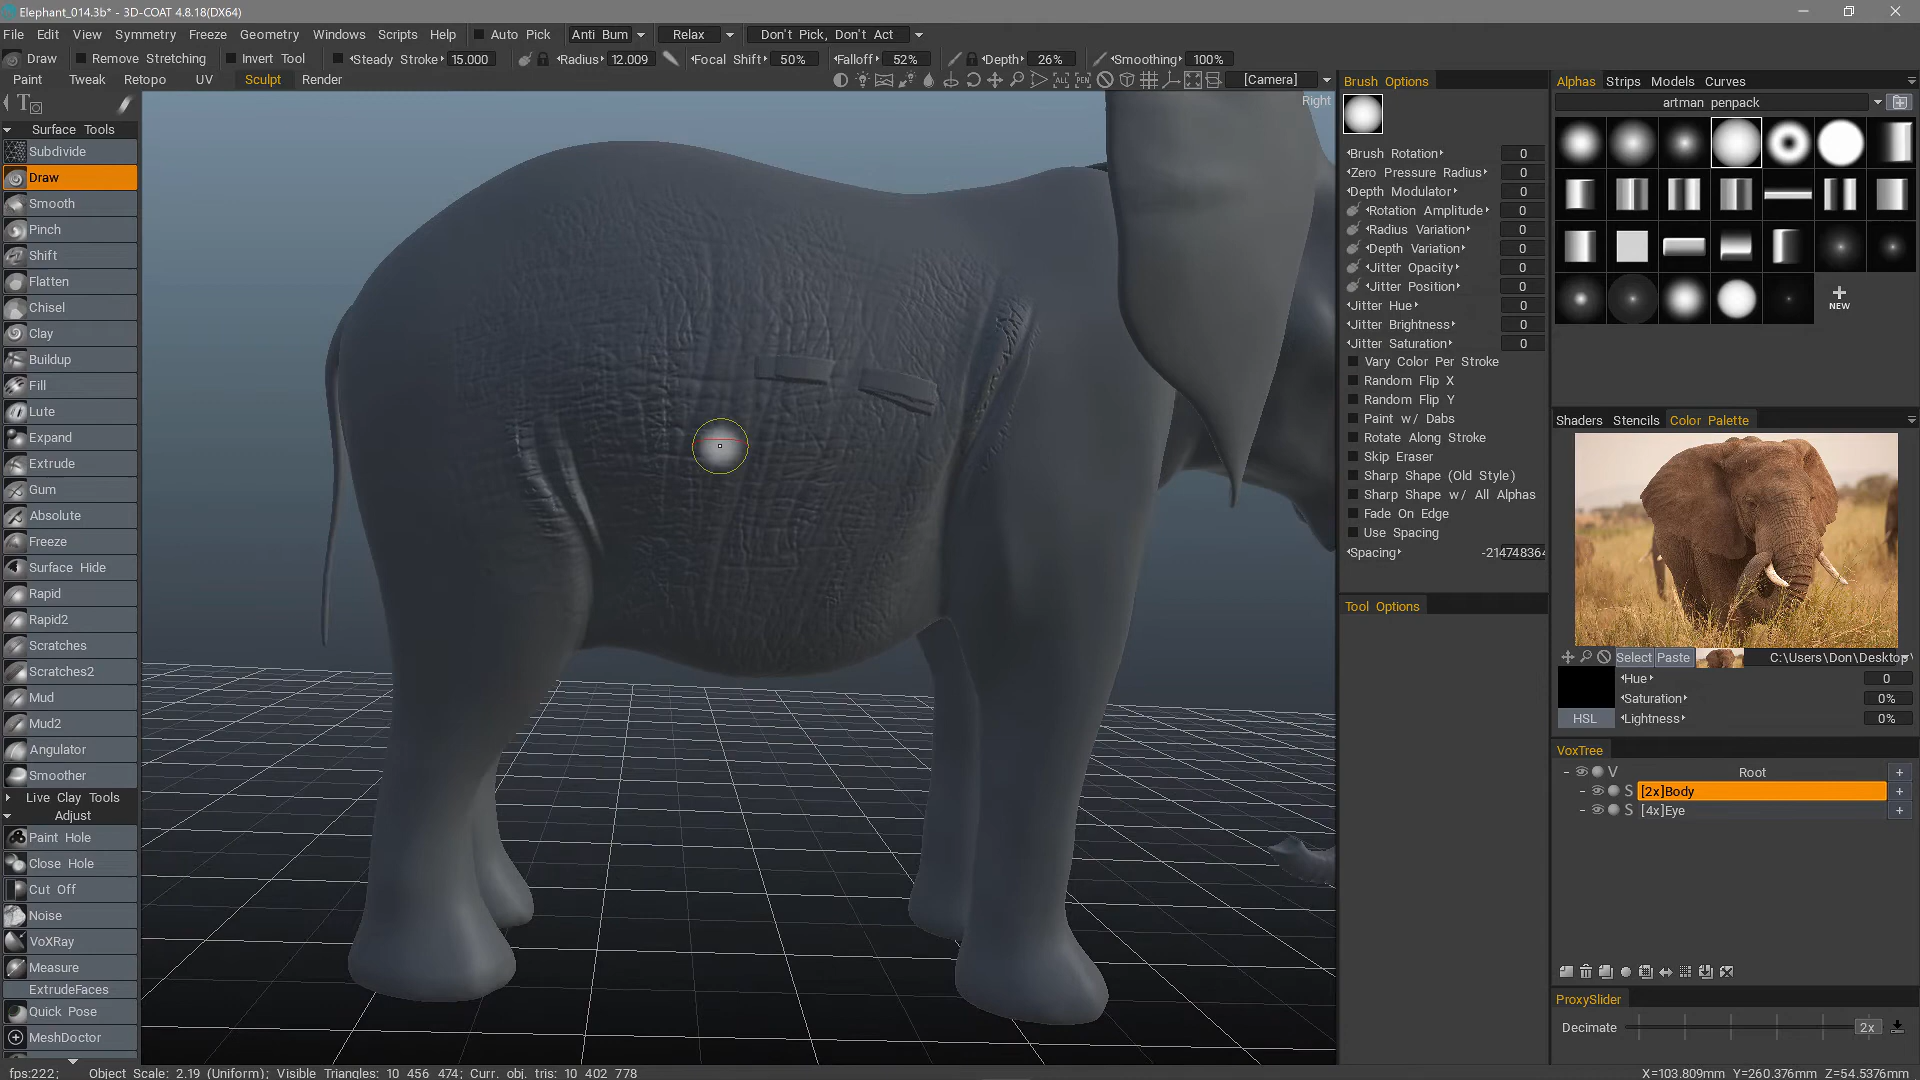 Elephant_014.3b* - 3D-COAT 4.8.18(DX64)
File Edit View Symmetry Freeze Geometry Windows Scripts Help Auto Pick Anti Bum Relax Don't Pick, Don't Act
Draw Remove Stretching Invert Tool Steady Stroke 15.000 Radius 12.009 Focal Shift 50% Falloff 52% Depth 26% Smoothing 100%
Paint Tweak Retopo UV Sculpt Render ALL PEN [Camera]
Right
Surface Tools
Subdivide
Draw
Smooth
Pinch
Shift
Flatten
Chisel
Clay
Buildup
Fill
Lute
Expand
Extrude
Gum
Absolute
Freeze
Surface Hide
Rapid
Rapid2
Scratches
Scratches2
Mud
Mud2
Angulator
Smoother
Live Clay Tools
Adjust
Paint Hole
Close Hole
Cut Off
Noise
VoXRay
Measure
ExtrudeFaces
Quick Pose
MeshDoctor
Brush Options
Brush Rotation 0
Zero Pressure Radius 0
Depth Modulator 0
Rotation Amplitude 0
Radius Variation 0
Depth Variation 0
Jitter Opacity 0
Jitter Position 0
Jitter Hue 0
Jitter Brightness 0
Jitter Saturation 0
Vary Color Per Stroke
Random Flip X
Random Flip Y
Paint w/ Dabs
Rotate Along Stroke
Skip Eraser
Sharp Shape (Old Style)
Sharp Shape w/ All Alphas
Fade On Edge
Use Spacing
Spacing -214748364
Tool Options
Alphas Strips Models Curves
artman penpack
NEW
Shaders Stencils Color Palette
Select Paste C:\Users\Don\Desktop\
Hue 0
Saturation 0%
HSL Lightness 0%
VoxTree
V Root +
S [2x]Body +
S [4x]Eye +
ProxySlider
Decimate 2x
fps:222; Object Scale: 2.19 (Uniform); Visible Triangles: 10 456 474; Curr. obj. tris: 10 402 778
X=103.809mm Y=260.376mm Z=54.5376mm